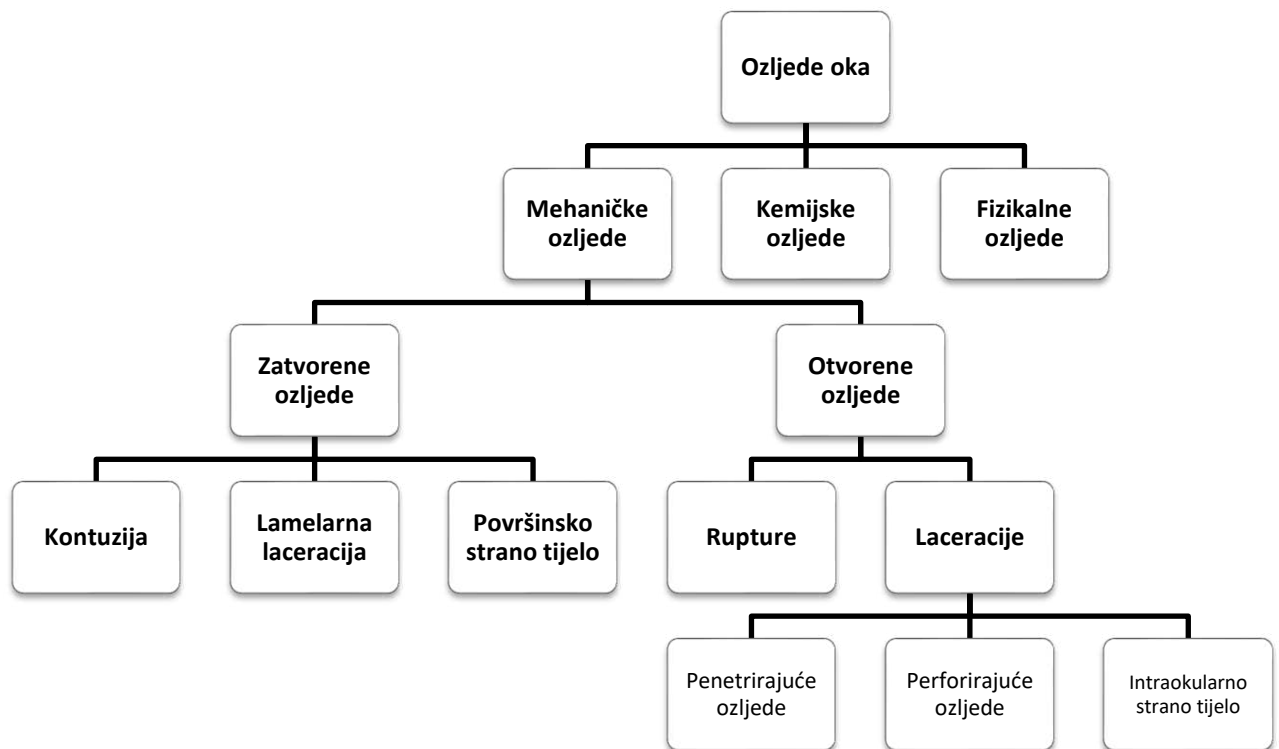 Ozljede oka
Mehaničke
ozljede
Kemijske
ozljede
Fizikalne
ozljede
Zatvorene
ozljede
Otvorene
ozljede
Kontuzija
Lamelarna
laceracija
Površinsko
strano tijelo
Rupture
Laceracije
Penetrirajuće
ozljede
Perforirajuće
ozljede
Intraokularno
strano tijelo